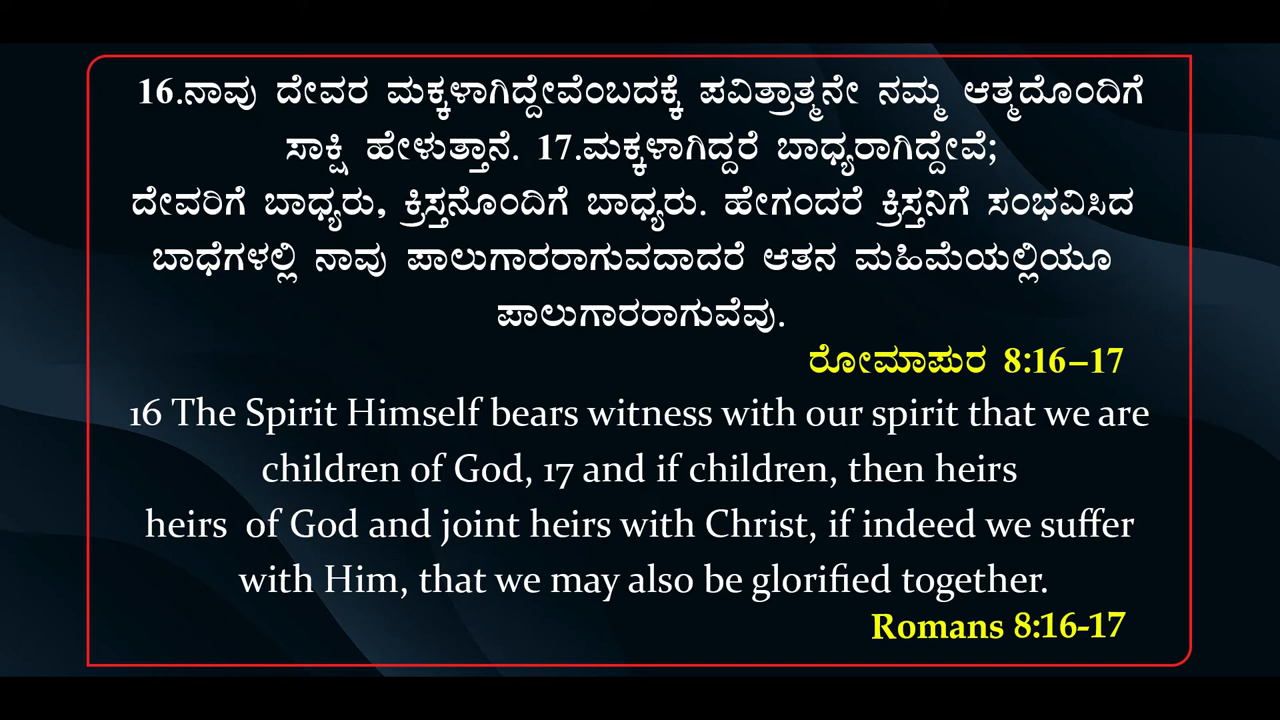 16.ನಾವು ದೇವರ ಮಕ್ಕಳಾಗಿದ್ದೇವೆಂಬದಕ್ಕೆ ಪವಿತ್ರಾತ್ಮನೇ ನಮ್ಮ ಆತ್ಮದೊಂದಿಗೆ
ಸಾಕ್ಷಿ ಹೇಳುತ್ತಾನೆ. 17.ಮಕ್ಕಳಾಗಿದ್ದರೆ ಬಾಧ್ಯರಾಗಿದ್ದೇವೆ;
ದೇವರಿಗೆ ಬಾಧ್ಯರು, ಕ್ರಿಸ್ತನೊಂದಿಗೆ ಬಾಧ್ಯರು. ಹೇಗಂದರೆ ಕ್ರಿಸ್ತನಿಗೆ ಸಂಭವಿಸಿದ
ಬಾಧೆಗಳಲ್ಲಿ ನಾವು ಪಾಲುಗಾರರಾಗುವದಾದರೆ ಆತನ ಮಹಿಮೆಯಲ್ಲಿಯೂ
ಪಾಲುಗಾರರಾಗುವೆವು.
ರೋಮಾಪುರ 8:16–17
16 The Spirit Himself bears witness with our spirit that we are
children of God, 17 and if children, then heirs
heirs  of God and joint heirs with Christ, if indeed we suffer
with Him, that we may also be glorified together.
Romans 8:16-17